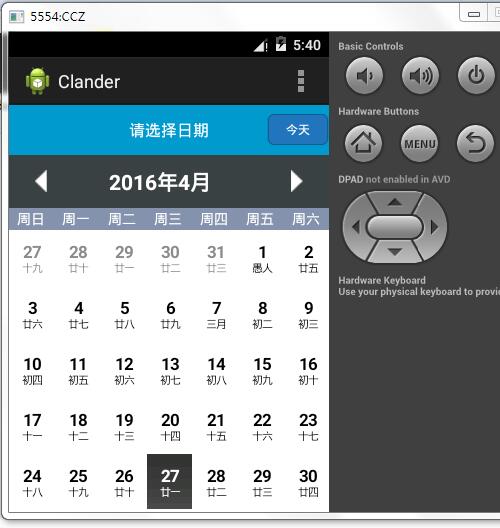 5554:CCZ
5:40
Clander
请选择日期
今天
2016年4月
周日 周一 周二 周三 周四 周五 周六
27 28 29 30 31 1 2
十九 廿十 廿一 廿二 廿三 愚人 廿五
3 4 5 6 7 8 9
廿六 廿七 廿八 廿九 三月 初二 初三
10 11 12 13 14 15 16
初四 初五 初六 初七 初八 初九 初十
17 18 19 20 21 22 23
十一 十二 十三 十四 十五 十六 十七
24 25 26 27 28 29 30
十八 十九 廿十 廿一 廿二 廿三 廿四
Basic Controls
Hardware Buttons
MENU
DPAD not enabled in AVD
Hardware Keyboard
Use your physical keyboard to provi